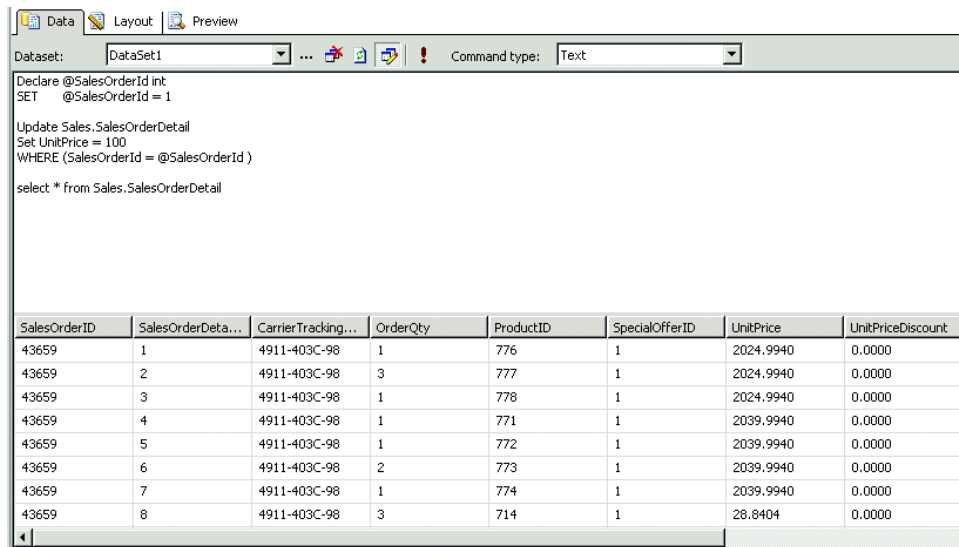 Data Layout Preview
Dataset: DataSet1 ... ! Command type: Text
Declare @SalesOrderId int
SET @SalesOrderId = 1
Update Sales.SalesOrderDetail
Set UnitPrice = 100
WHERE (SalesOrderId = @SalesOrderId )
select * from Sales.SalesOrderDetail
SalesOrderID SalesOrderDeta... CarrierTracking... OrderQty ProductID SpecialOfferID UnitPrice UnitPriceDiscount
43659 1 4911-403C-98 1 776 1 2024.9940 0.0000
43659 2 4911-403C-98 3 777 1 2024.9940 0.0000
43659 3 4911-403C-98 1 778 1 2024.9940 0.0000
43659 4 4911-403C-98 1 771 1 2039.9940 0.0000
43659 5 4911-403C-98 1 772 1 2039.9940 0.0000
43659 6 4911-403C-98 2 773 1 2039.9940 0.0000
43659 7 4911-403C-98 1 774 1 2039.9940 0.0000
43659 8 4911-403C-98 3 714 1 28.8404 0.0000